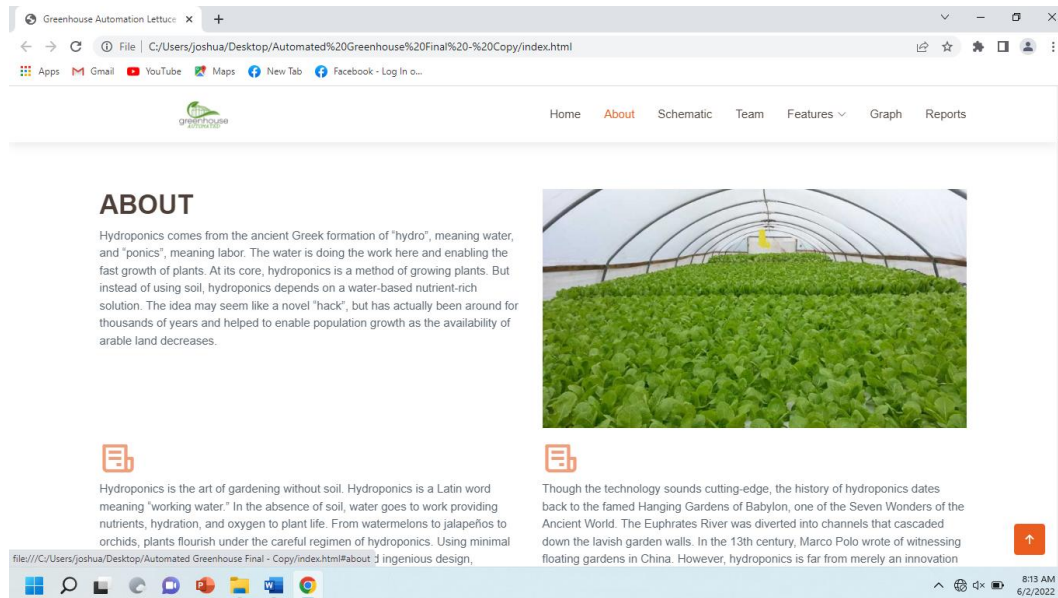 Greenhouse Automation Lettuce
File | C:/Users/joshua/Desktop/Automated%20Greenhouse%20Final%20-%20Copy/index.html
Apps Gmail YouTube Maps New Tab Facebook - Log In o...
greenhouse
AUTOMATED
Home About Schematic Team Features Graph Reports
ABOUT
Hydroponics comes from the ancient Greek formation of “hydro”, meaning water,
and “ponics”, meaning labor. The water is doing the work here and enabling the
fast growth of plants. At its core, hydroponics is a method of growing plants. But
instead of using soil, hydroponics depends on a water-based nutrient-rich
solution. The idea may seem like a novel “hack”, but has actually been around for
thousands of years and helped to enable population growth as the availability of
arable land decreases.
Hydroponics is the art of gardening without soil. Hydroponics is a Latin word
meaning “working water.” In the absence of soil, water goes to work providing
nutrients, hydration, and oxygen to plant life. From watermelons to jalapeños to
orchids, plants flourish under the careful regimen of hydroponics. Using minimal
ingenious design,
Though the technology sounds cutting-edge, the history of hydroponics dates
back to the famed Hanging Gardens of Babylon, one of the Seven Wonders of the
Ancient World. The Euphrates River was diverted into channels that cascaded
down the lavish garden walls. In the 13th century, Marco Polo wrote of witnessing
floating gardens in China. However, hydroponics is far from merely an innovation
file:///C:/Users/joshua/Desktop/Automated Greenhouse Final - Copy/index.html#about
8:13 AM
6/2/2022